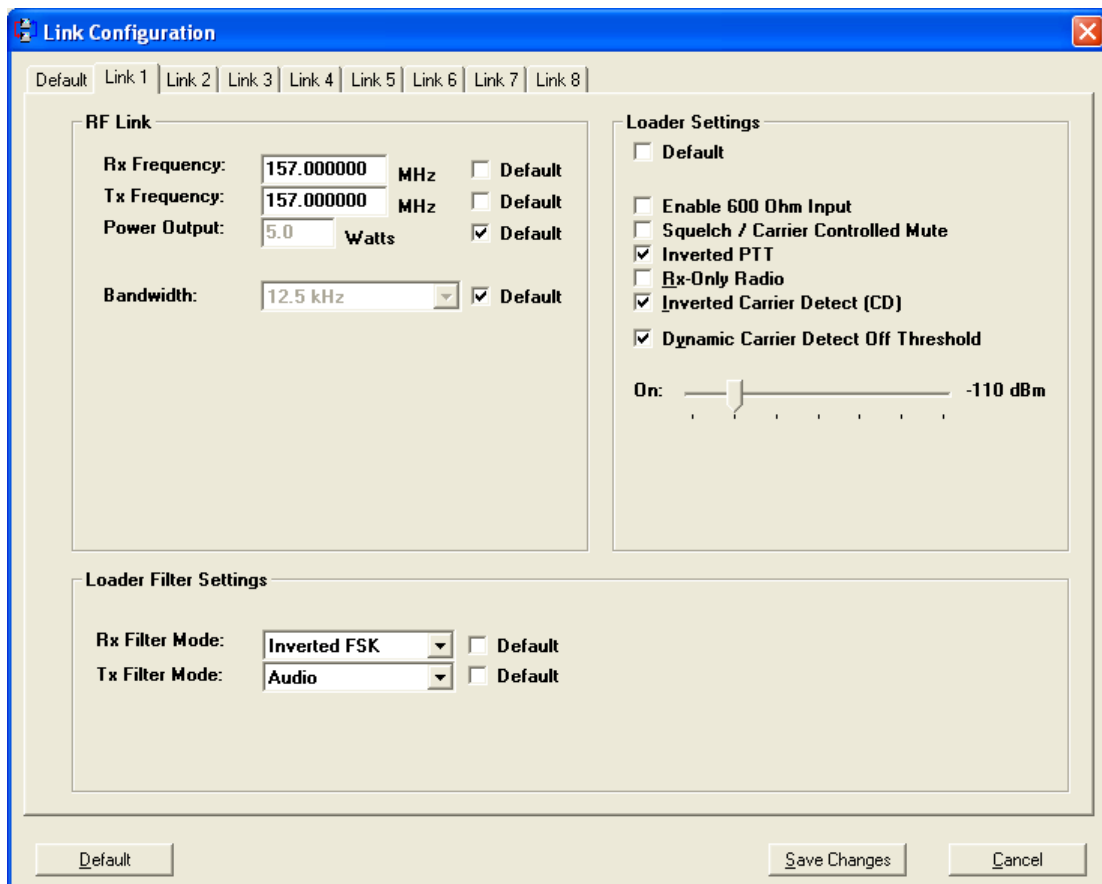 Link Configuration
Default Link 1 Link 2 Link 3 Link 4 Link 5 Link 6 Link 7 Link 8
RF Link
Rx Frequency: 157.000000 MHz Default
Tx Frequency: 157.000000 MHz Default
Power Output: 5.0 Watts Default
Bandwidth: 12.5 kHz Default
Loader Settings
Default
Enable 600 Ohm Input
Squelch / Carrier Controlled Mute
Inverted PTT
Rx-Only Radio
Inverted Carrier Detect (CD)
Dynamic Carrier Detect Off Threshold
On: -110 dBm
Loader Filter Settings
Rx Filter Mode: Inverted FSK Default
Tx Filter Mode: Audio Default
Default Save Changes Cancel